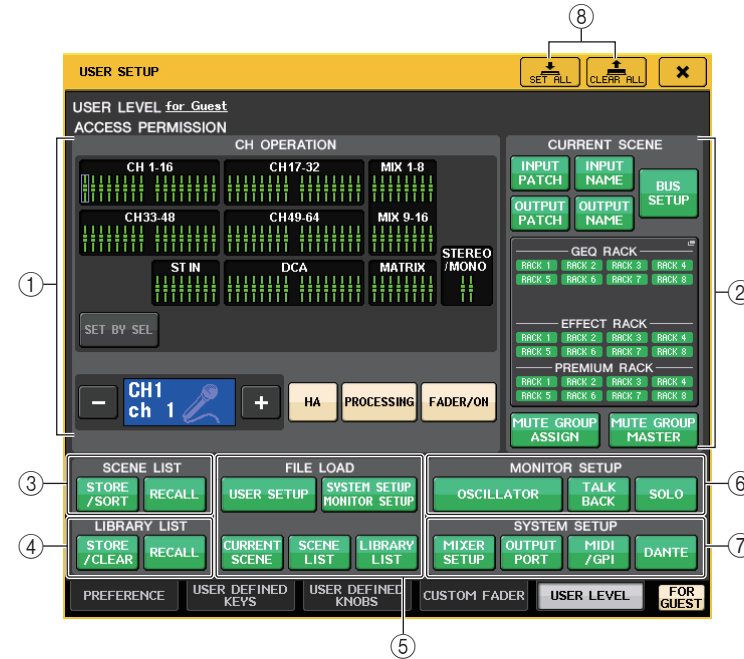 ⑧
USER SETUP
SET ALL
CLEAR ALL
USER LEVEL for Guest
ACCESS PERMISSION
①
CH OPERATION
CH 1-16
CH17-32
MIX 1-8
CH33-48
CH49-64
MIX 9-16
ST IN
DCA
MATRIX
STEREO
/MONO
SET BY SEL
CH1
ch 1
HA
PROCESSING
FADER/ON
②
CURRENT SCENE
INPUT
PATCH
INPUT
NAME
BUS
SETUP
OUTPUT
PATCH
OUTPUT
NAME
GEQ RACK
RACK 1 RACK 2 RACK 3 RACK 4
RACK 5 RACK 6 RACK 7 RACK 8
EFFECT RACK
RACK 1 RACK 2 RACK 3 RACK 4
RACK 5 RACK 6 RACK 7 RACK 8
PREMIUM RACK
RACK 1 RACK 2 RACK 3 RACK 4
RACK 5 RACK 6 RACK 7 RACK 8
MUTE GROUP
ASSIGN
MUTE GROUP
MASTER
③
SCENE LIST
STORE
/SORT
RECALL
④
LIBRARY LIST
STORE
/CLEAR
RECALL
FILE LOAD
USER SETUP
SYSTEM SETUP
MONITOR SETUP
CURRENT
SCENE
SCENE
LIST
LIBRARY
LIST
⑤
MONITOR SETUP
OSCILLATOR
TALK
BACK
SOLO
⑥
SYSTEM SETUP
MIXER
SETUP
OUTPUT
PORT
MIDI
/GPI
DANTE
⑦
PREFERENCE
USER DEFINED
KEYS
USER DEFINED
KNOBS
CUSTOM FADER
USER LEVEL
FOR
GUEST